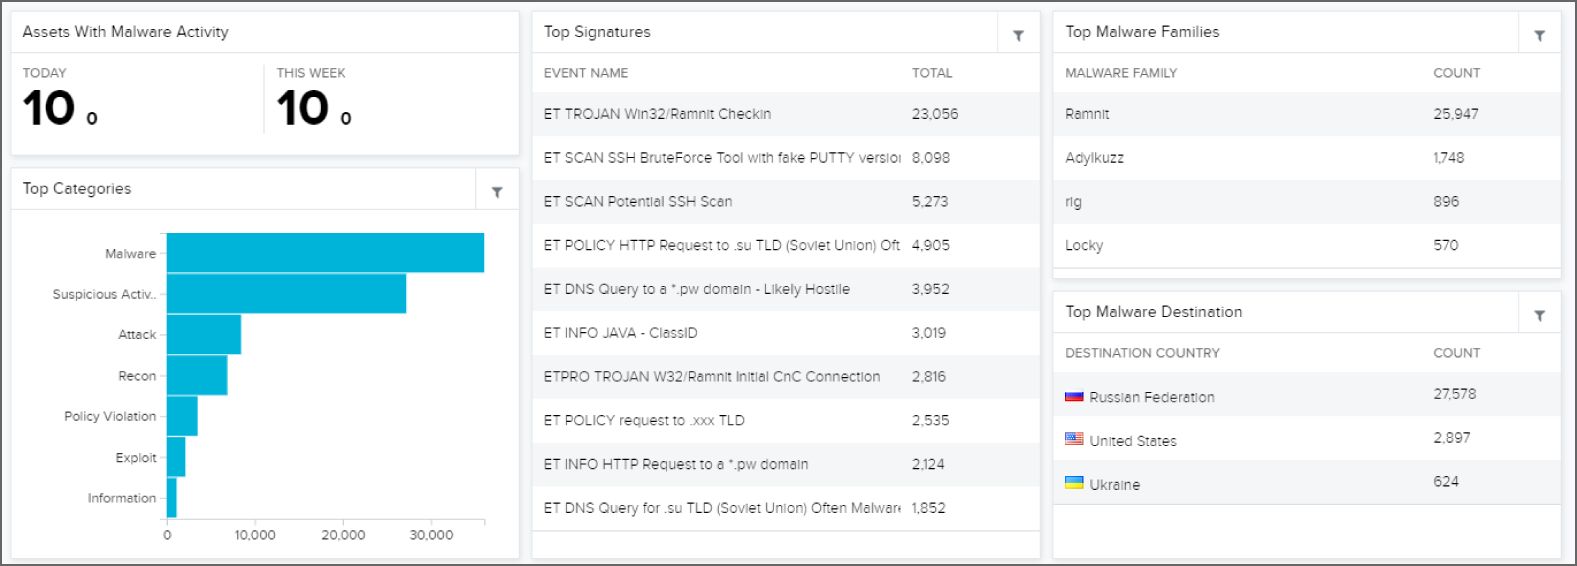 Assets With Malware Activity
TODAY
10 0
THIS WEEK
10 0
Top Categories
Malware
Suspicious Activ..
Attack
Recon
Policy Violation
Exploit
Information
0 10,000 20,000 30,000
Top Signatures
EVENT NAME TOTAL
ET TROJAN Win32/Ramnit Checkin 23,056
ET SCAN SSH BruteForce Tool with fake PUTTY version 8,098
ET SCAN Potential SSH Scan 5,273
ET POLICY HTTP Request to .su TLD (Soviet Union) Oft 4,905
ET DNS Query to a *.pw domain - Likely Hostile 3,952
ET INFO JAVA - ClassID 3,019
ETPRO TROJAN W32/Ramnit Initial CnC Connection 2,816
ET POLICY request to .xxx TLD 2,535
ET INFO HTTP Request to a *.pw domain 2,124
ET DNS Query for .su TLD (Soviet Union) Often Malware 1,852
Top Malware Families
MALWARE FAMILY COUNT
Ramnit 25,947
Adylkuzz 1,748
rig 896
Locky 570
Top Malware Destination
DESTINATION COUNTRY COUNT
Russian Federation 27,578
United States 2,897
Ukraine 624